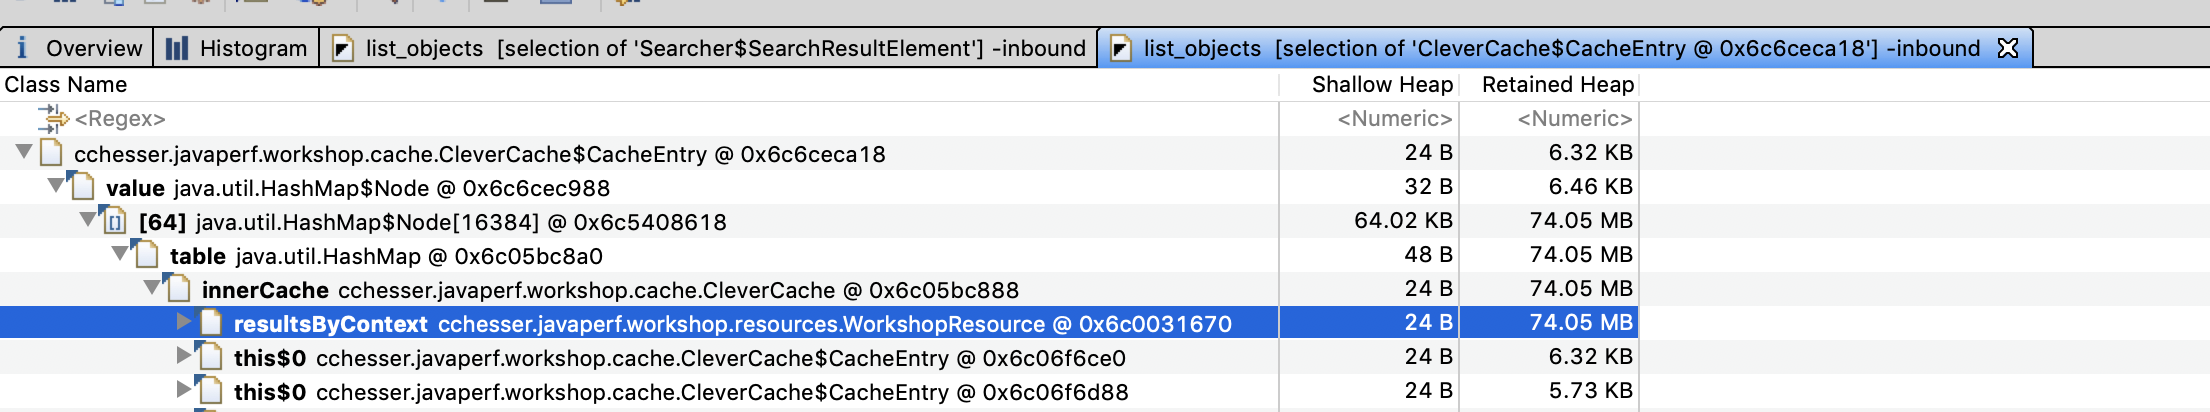 Overview Histogram list_objects [selection of 'Searcher$SearchResultElement'] -inbound list_objects [selection of 'CleverCache$CacheEntry @ 0x6c6ceca18'] -inbound
Class Name Shallow Heap Retained Heap
<Regex> <Numeric> <Numeric>
cchesser.javaperf.workshop.cache.CleverCache$CacheEntry @ 0x6c6ceca18 24 B 6.32 KB
value java.util.HashMap$Node @ 0x6c6cec988 32 B 6.46 KB
[64] java.util.HashMap$Node[16384] @ 0x6c5408618 64.02 KB 74.05 MB
table java.util.HashMap @ 0x6c05bc8a0 48 B 74.05 MB
innerCache cchesser.javaperf.workshop.cache.CleverCache @ 0x6c05bc888 24 B 74.05 MB
resultsByContext cchesser.javaperf.workshop.resources.WorkshopResource @ 0x6c0031670 24 B 74.05 MB
this$0 cchesser.javaperf.workshop.cache.CleverCache$CacheEntry @ 0x6c06f6ce0 24 B 6.32 KB
this$0 cchesser.javaperf.workshop.cache.CleverCache$CacheEntry @ 0x6c06f6d88 24 B 5.73 KB